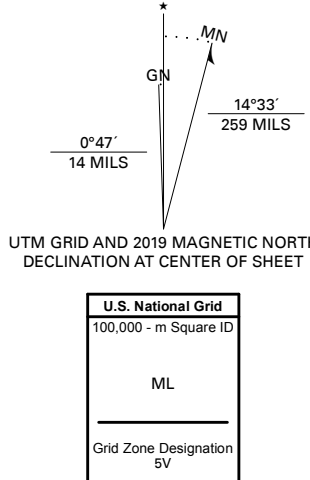 ★
MN
GN
14°33´
259 MILS
0°47´
14 MILS
UTM GRID AND 2019 MAGNETIC NORT
DECLINATION AT CENTER OF SHEET
U.S. National Grid
100,000 - m Square ID
ML
Grid Zone Designation
5V